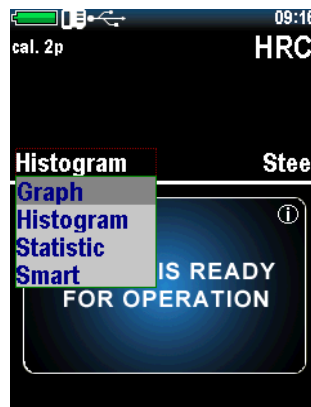 09:16
cal. 2p
HRC
Histogram
Stee
Graph
Histogram
Statistic
Smart
IS READY
FOR OPERATION